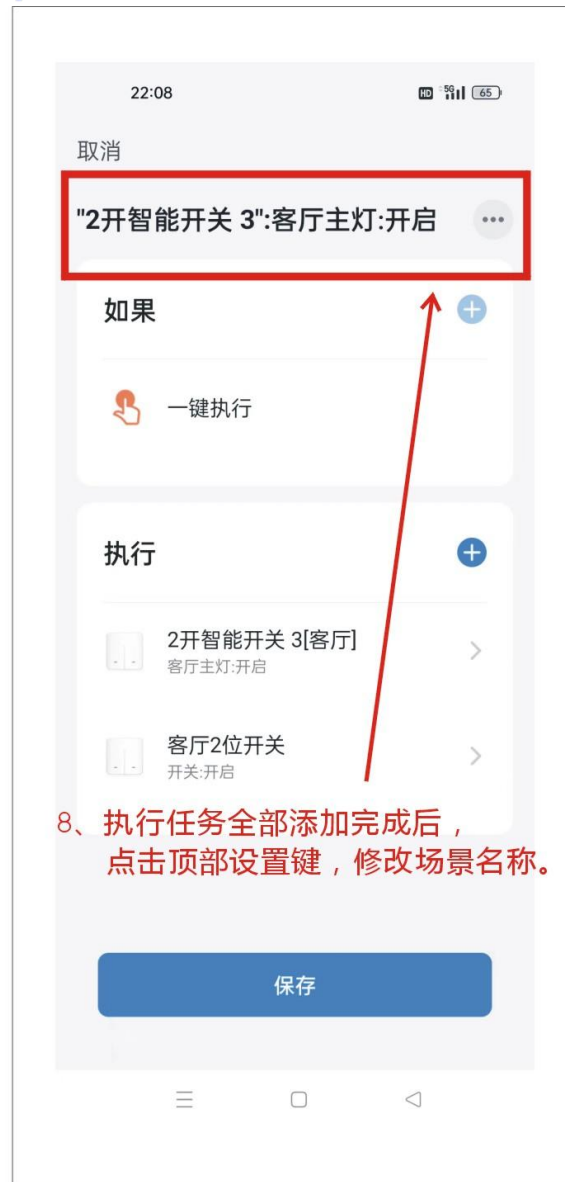 22:08 HD 5G 65
取消
"2开智能开关 3":客厅主灯:开启
如果
一键执行
执行
2开智能开关 3[客厅]
客厅主灯:开启
客厅2位开关
开关:开启
8、执行任务全部添加完成后，
点击顶部设置键，修改场景名称。
保存